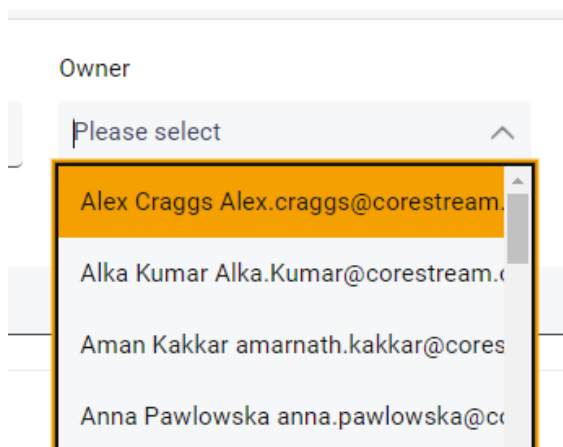 Owner
Please select
Alex Craggs Alex.craggs@corestream.
Alka Kumar Alka.Kumar@corestream.
Aman Kakkar amarnath.kakkar@cores
Anna Pawlowska anna.pawlowska@co